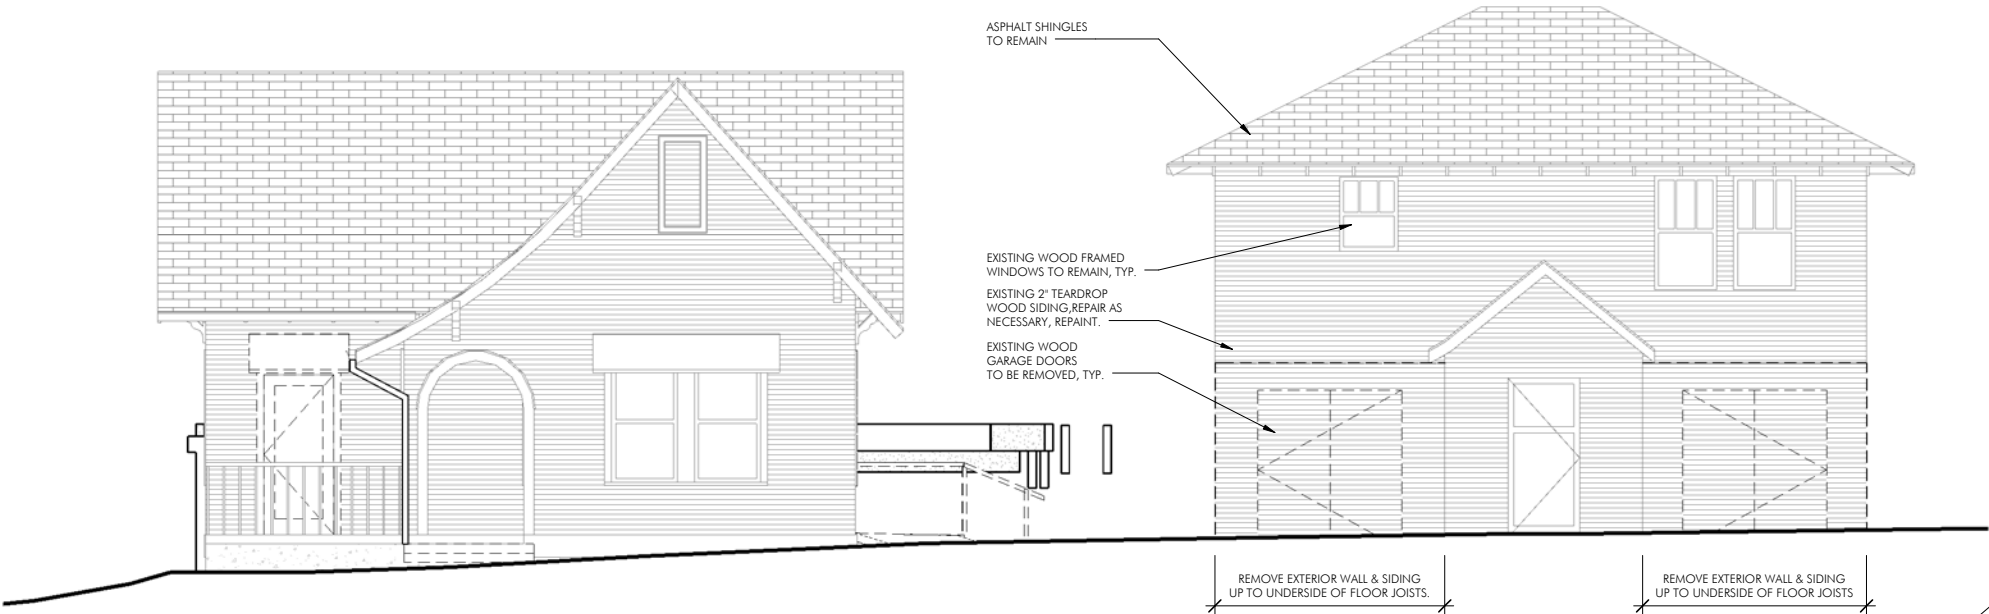 ASPHALT SHINGLES
TO REMAIN
EXISTING WOOD FRAMED
WINDOWS TO REMAIN, TYP.
EXISTING 2" TEARDROP
WOOD SIDING,REPAIR AS
NECESSARY, REPAINT.
EXISTING WOOD
GARAGE DOORS
TO BE REMOVED, TYP.
REMOVE EXTERIOR WALL & SIDING
UP TO UNDERSIDE OF FLOOR JOISTS.
REMOVE EXTERIOR WALL & SIDING
UP TO UNDERSIDE OF FLOOR JOISTS